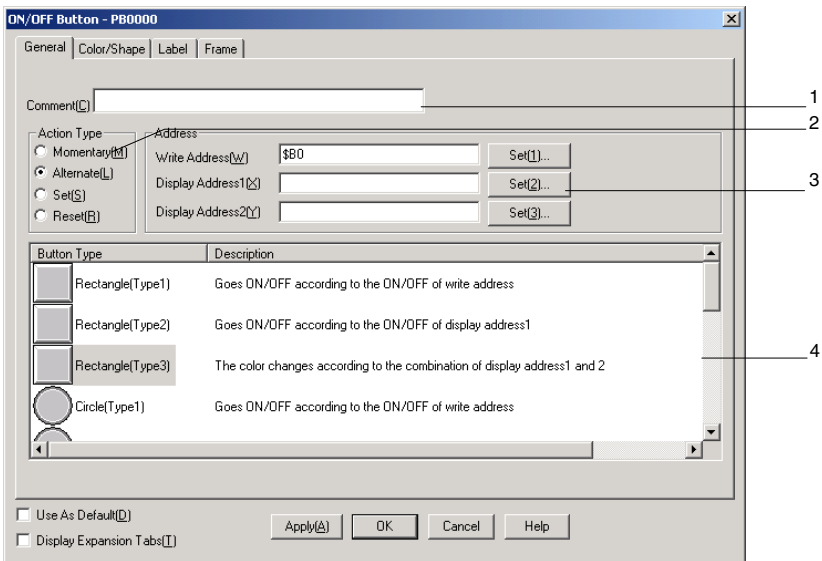 ON/OFF Button - PB0000
General Color/Shape Label Frame
Comment(C) 1
Action Type Address 2
Momentary(M) Write Address(W) $B0 Set(1)...
Alternate(L) Display Address1(X) Set(2)... 3
Set(S) Display Address2(Y) Set(3)...
Reset(R)
Button Type Description
Rectangle(Type1) Goes ON/OFF according to the ON/OFF of write address
Rectangle(Type2) Goes ON/OFF according to the ON/OFF of display address1
Rectangle(Type3) The color changes according to the combination of display address1 and 2 4
Circle(Type1) Goes ON/OFF according to the ON/OFF of write address
Use As Default(D)
Display Expansion Tabs(T)
Apply(A) OK Cancel Help